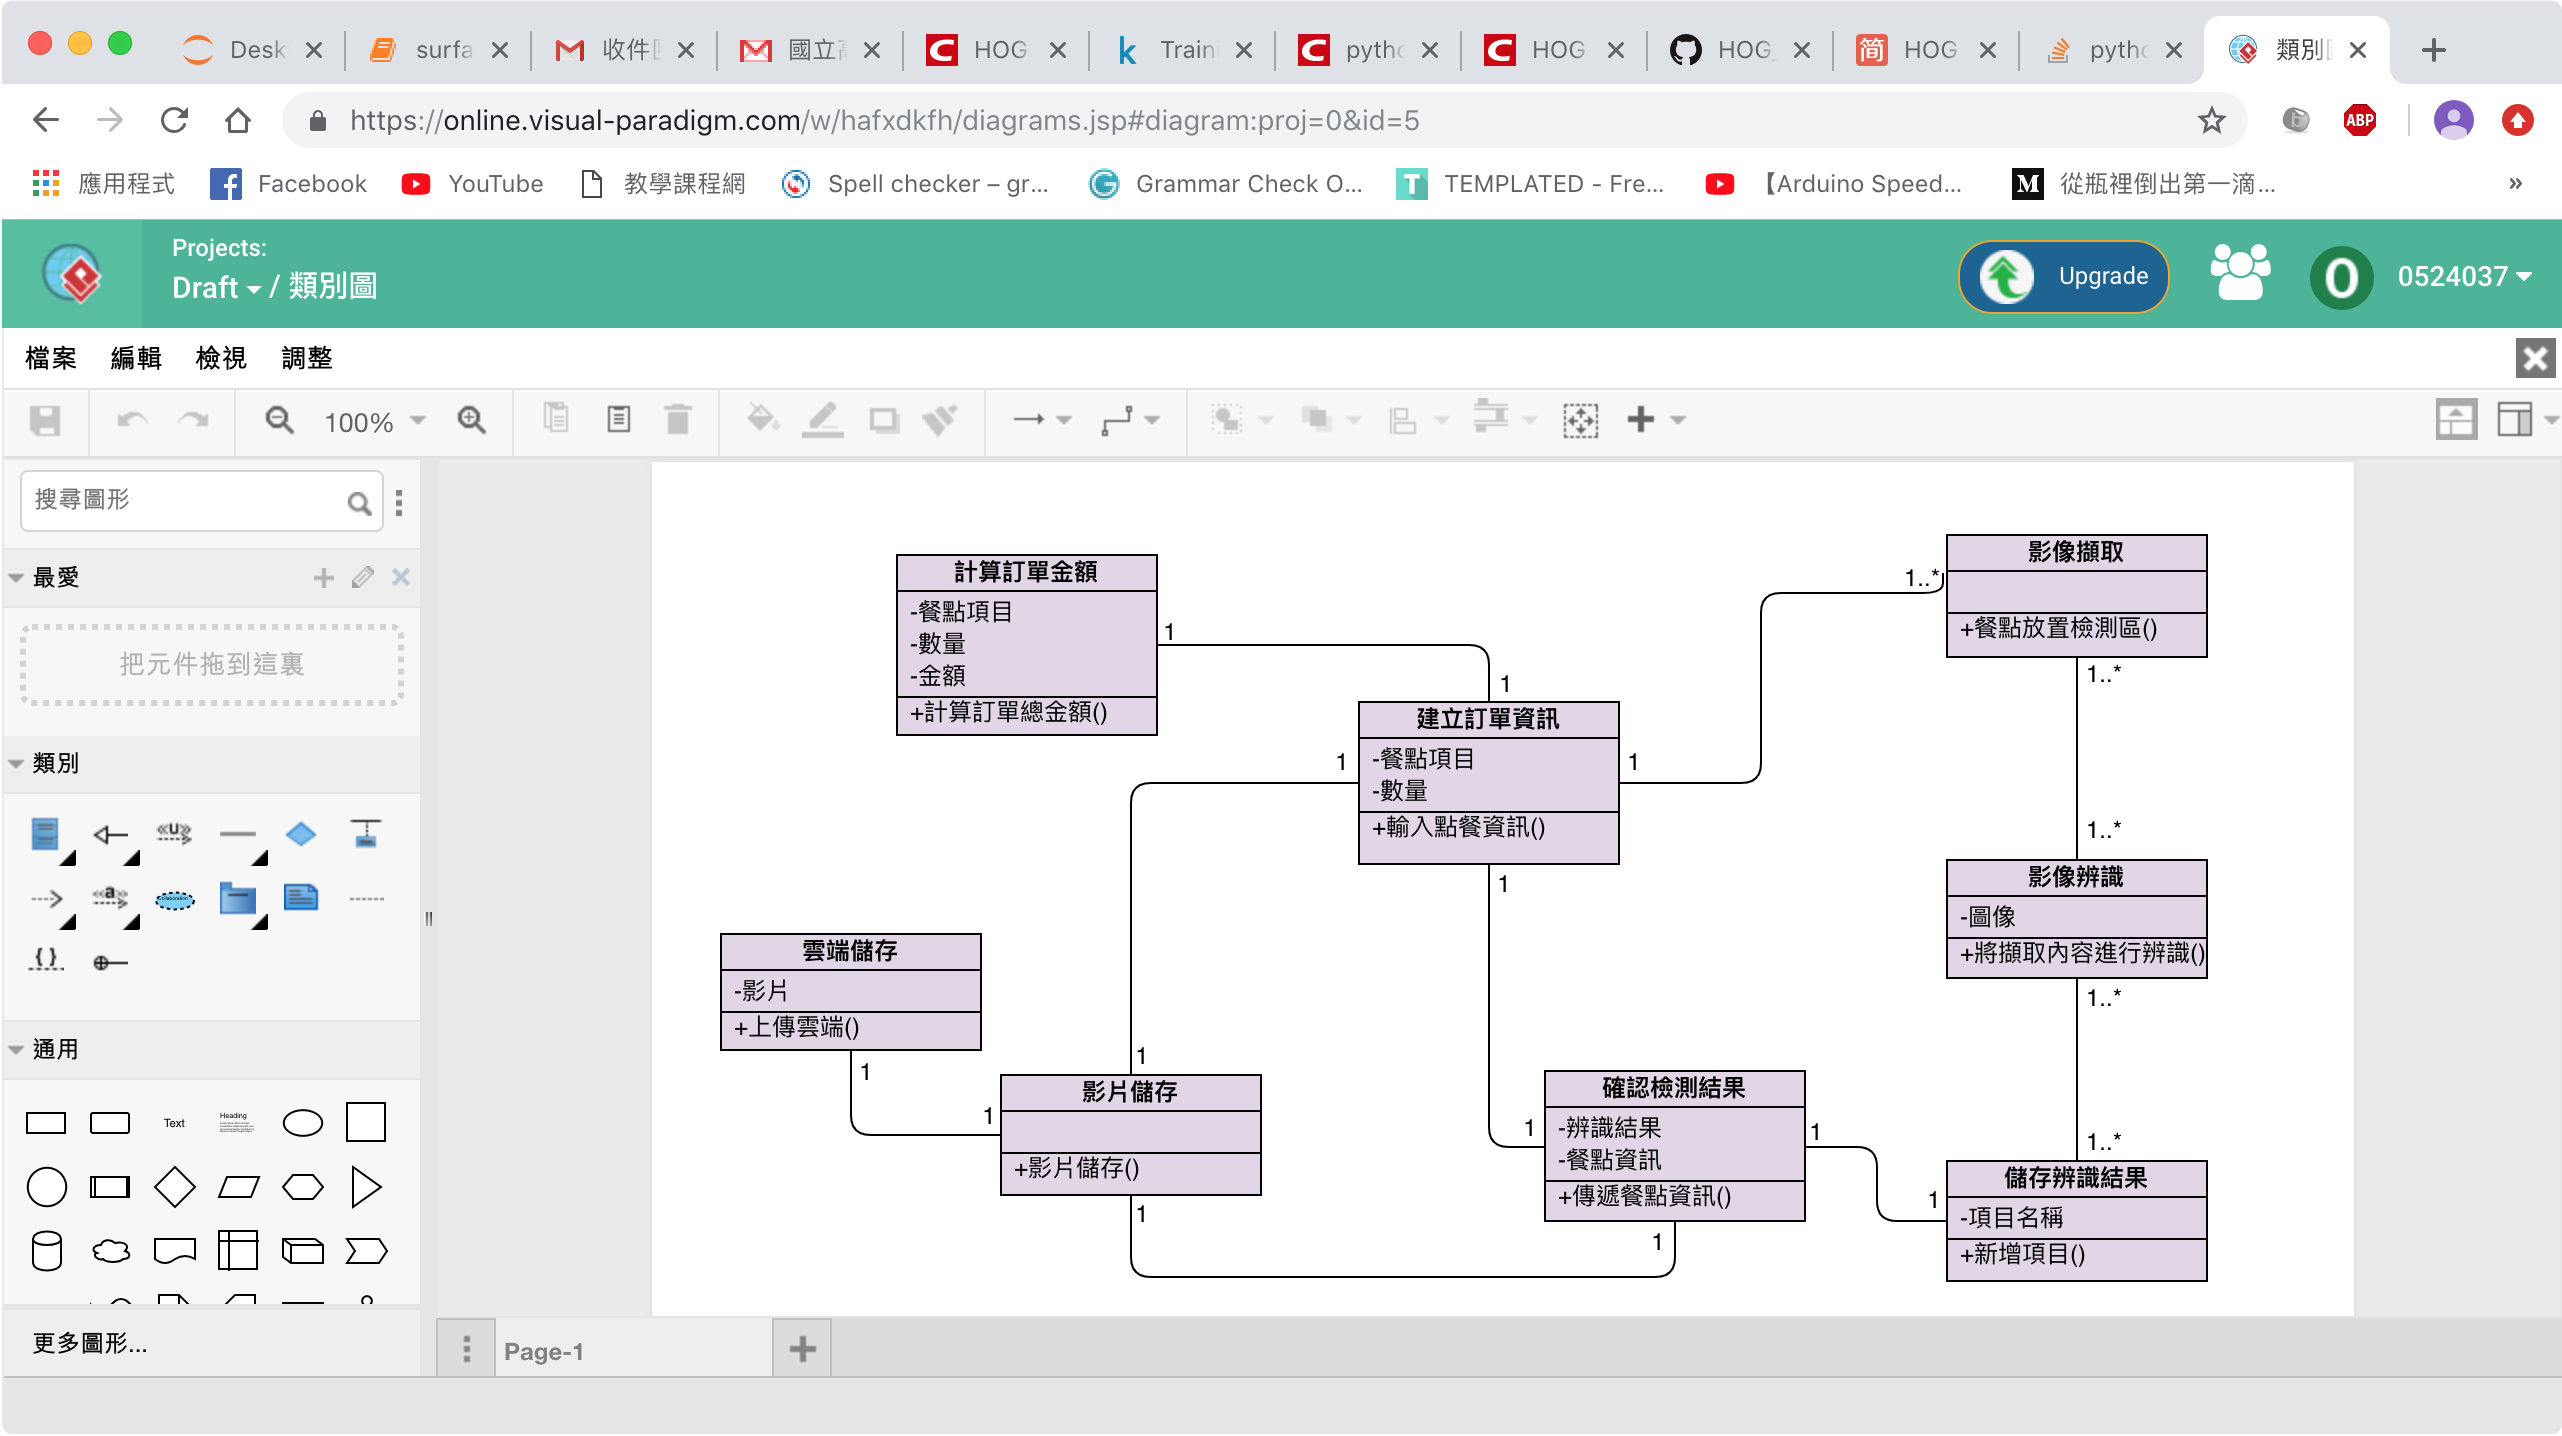 Desk
surfa
收件
國立
HOG
Traini
pytho
HOG
HOG_
HOG
pytho
類別
https://online.visual-paradigm.com/w/hafxdkfh/diagrams.jsp#diagram:proj=0&id=5
ABP
應用程式
Facebook
YouTube
教學課程網
Spell checker – gr...
Grammar Check O...
TEMPLATED - Fre...
【Arduino Speed...
從瓶裡倒出第一滴...
»
Projects:
Draft / 類別圖
Upgrade
0
0524037
檔案 編輯 檢視 調整
100%
搜尋圖形
最愛
把元件拖到這裏
類別
通用
Text
Heading
更多圖形...
計算訂單金額
-餐點項目
-數量
-金額
+計算訂單總金額()
1
1
建立訂單資訊
-餐點項目
-數量
+輸入點餐資訊()
1
1
1
影像擷取
+餐點放置檢測區()
1..*
1..*
1..*
影像辨識
-圖像
+將擷取內容進行辨識()
1..*
1..*
雲端儲存
-影片
+上傳雲端()
1
1
1
影片儲存
+影片儲存()
1
確認檢測結果
-辨識結果
-餐點資訊
+傳遞餐點資訊()
1
1
1
1
儲存辨識結果
-項目名稱
+新增項目()
Page-1